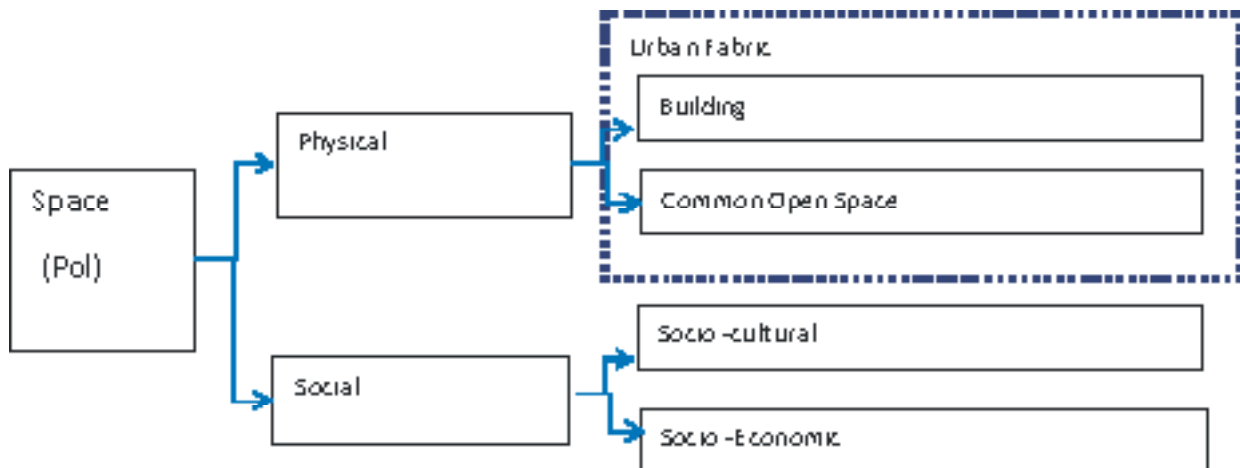 Urban Fabric
Building
Physical
Space
(Pol)
Common Open Space
Socio -cultural
Social
Socio -Economic